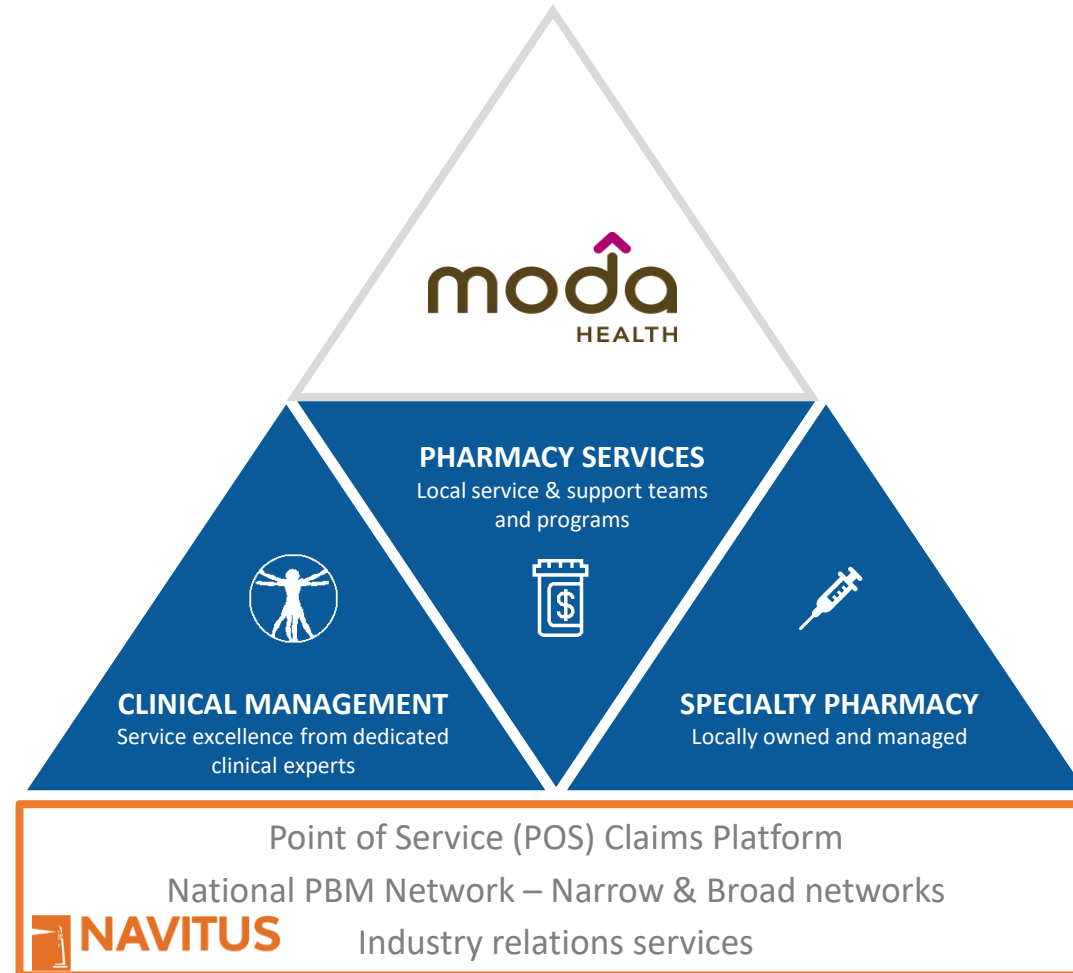 moda
HEALTH
PHARMACY SERVICES
Local service & support teams
and programs
$
CLINICAL MANAGEMENT
Service excellence from dedicated
clinical experts
SPECIALTY PHARMACY
Locally owned and managed
Point of Service (POS) Claims Platform
National PBM Network – Narrow & Broad networks
NAVITUS
Industry relations services